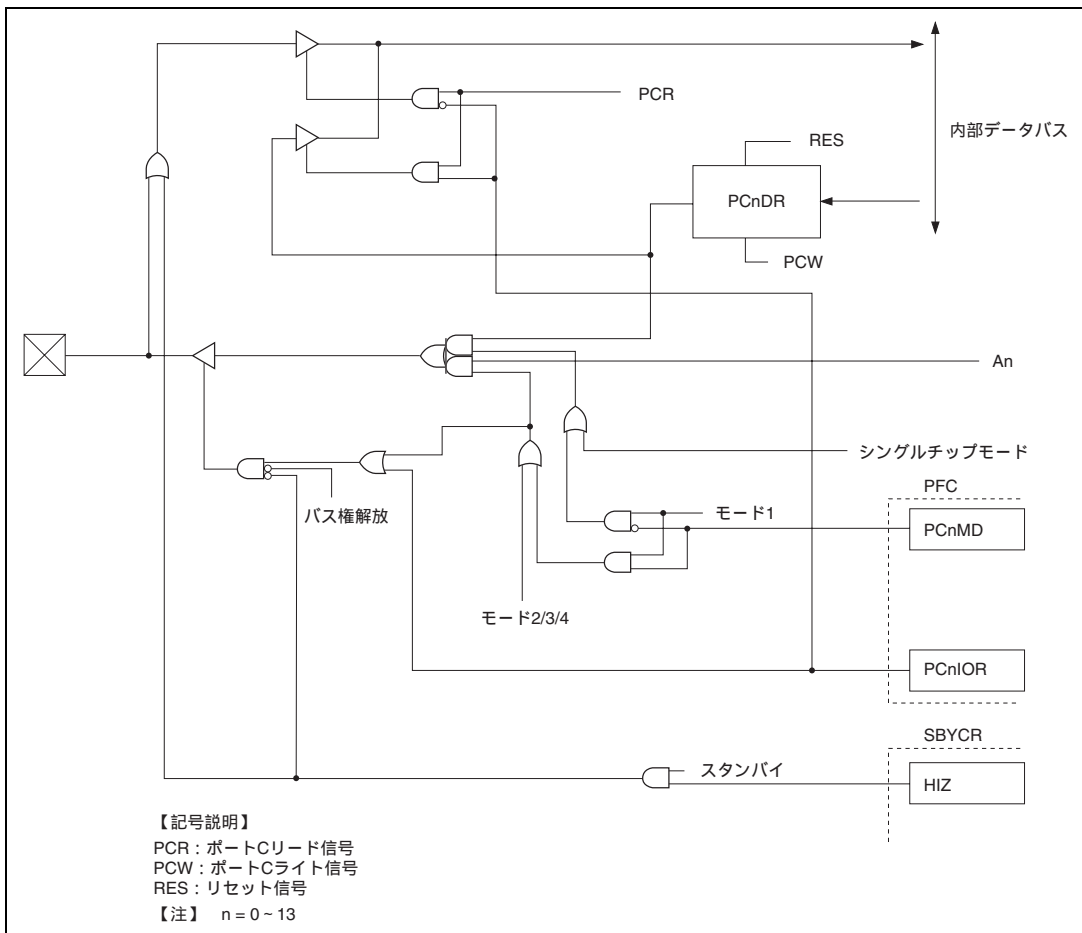 PCR
内部データバス
RES
PCnDR
PCW
An
シングルチップモード
バス権解放
モード1
PFC
PCnMD
モード2/3/4
PCnIOR
SBYCR
スタンバイ
HIZ
【記号説明】
PCR：ポートCリード信号
PCW：ポートCライト信号
RES：リセット信号
【注】 n = 0 ~ 13